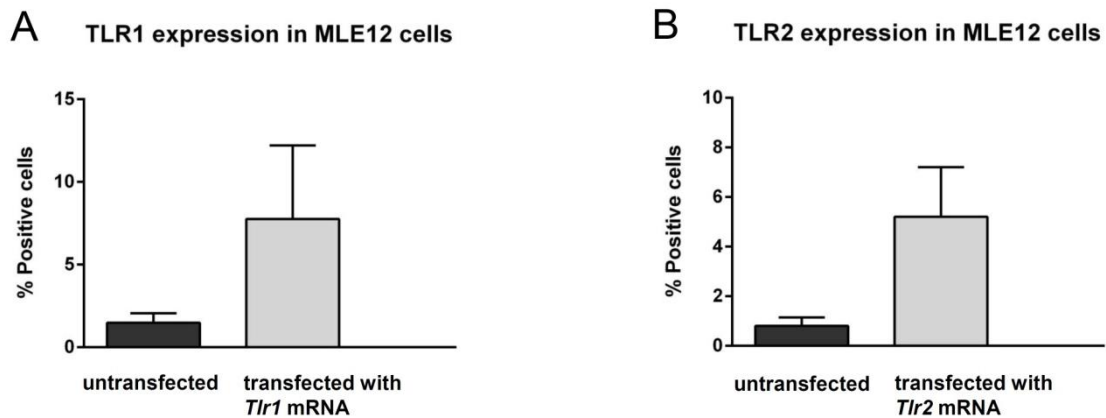 A
TLR1 expression in MLE12 cells
15
10
5
0
% Positive cells
untransfected
transfected with
Tlr1 mRNA
B
TLR2 expression in MLE12 cells
10
8
6
4
2
0
% Positive cells
untransfected
transfected with
Tlr2 mRNA